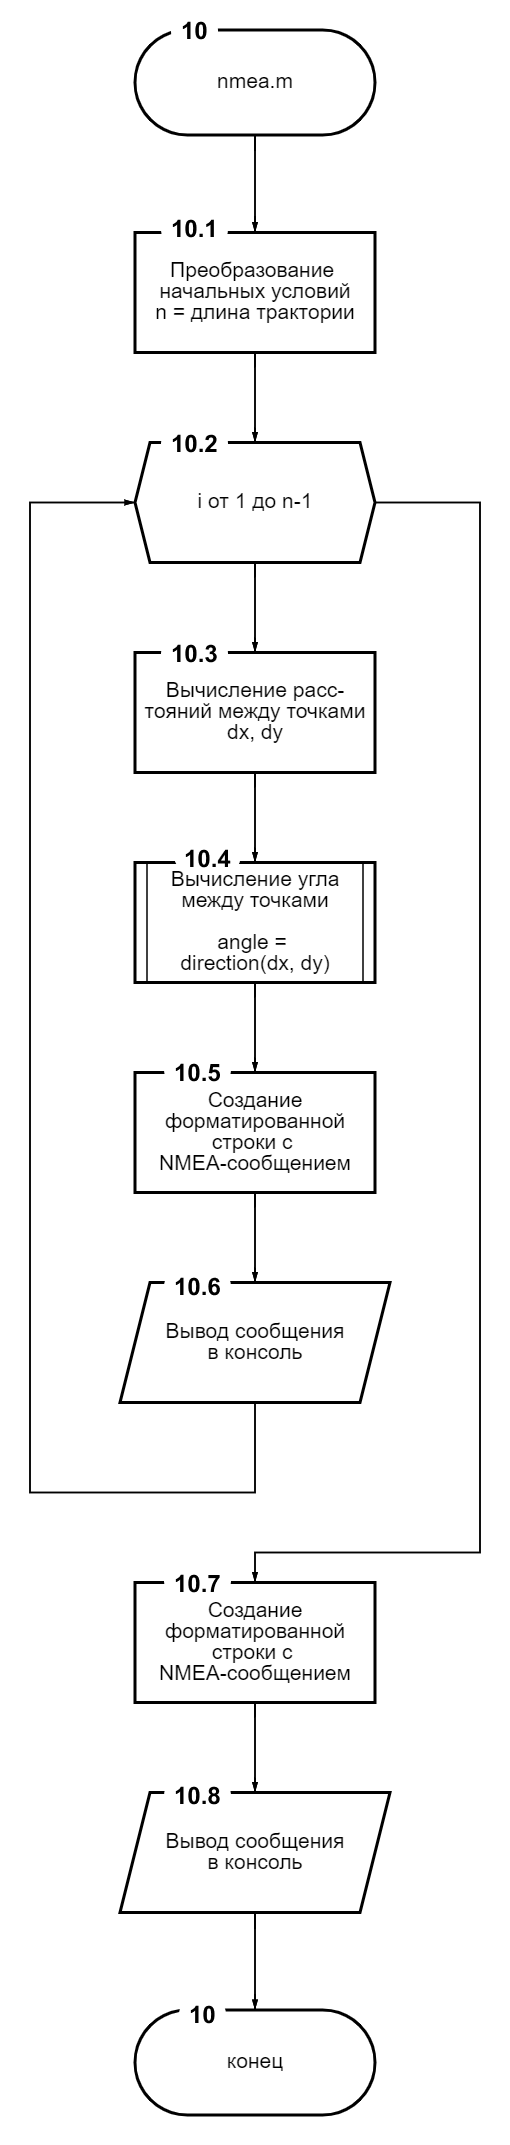 10
nmea.m
10.1
Преобразование
начальных условий
n = длина трактории
10.2
i от 1 до n-1
10.3
Вычисление расс-
тояний между точками
dx, dy
10.4
Вычисление угла
между точками
angle =
direction(dx, dy)
10.5
Создание
форматированной
строки с
NMEA-сообщением
10.6
Вывод сообщения
в консоль
10.7
Создание
форматированной
строки с
NMEA-сообщением
10.8
Вывод сообщения
в консоль
10
конец